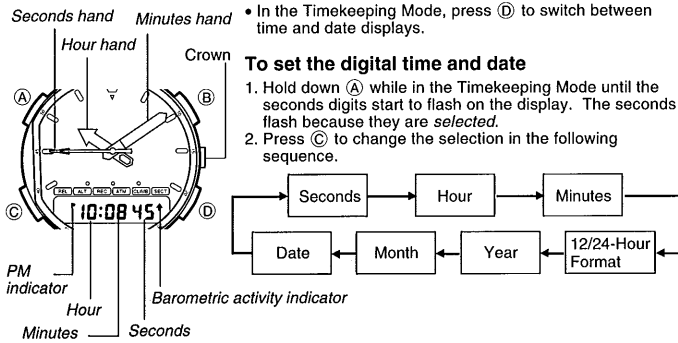 Seconds hand
Minutes hand
Hour hand
Crown
A
B
C
D
REL ALT REC ATM CLIMB SECT
10:08 45
PM
indicator
Hour
Minutes
Seconds
Barometric activity indicator
• In the Timekeeping Mode, press D to switch between
time and date displays.
To set the digital time and date
1. Hold down A while in the Timekeeping Mode until the
seconds digits start to flash on the display. The seconds
flash because they are selected.
2. Press C to change the selection in the following
sequence.
Seconds
Hour
Minutes
12/24-Hour
Format
Year
Month
Date